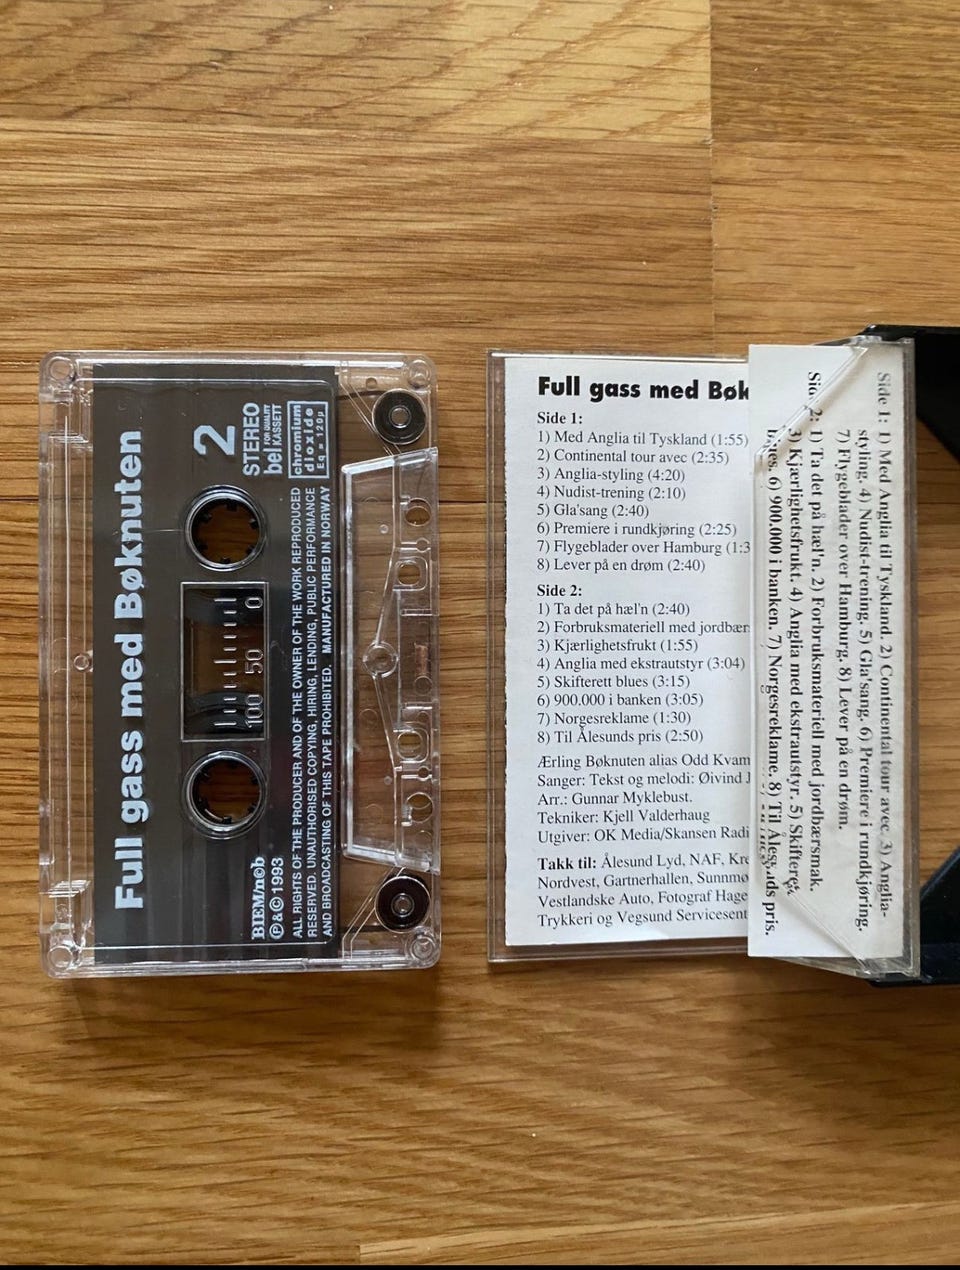 Full gass med Bøknuten
2
STEREO
bel FOR QUALITY KASSETT
chromium
dioxide
Eq = 120µ
0
50
100
BIEM/n©b
℗&©1993
ALL RIGHTS OF THE PRODUCER AND OF THE OWNER OF THE WORK REPRODUCED
RESERVED. UNAUTHORISED COPYING, HIRING, LENDING, PUBLIC PERFORMANCE
AND BROADCASTING OF THIS TAPE PROHIBITED. MANUFACTURED IN NORWAY
Full gass med Bøk
Side 1:
1) Med Anglia til Tyskland (1:55)
2) Continental tour avec (2:35)
3) Anglia-styling (4:20)
4) Nudist-trening (2:10)
5) Gla'sang (2:40)
6) Premiere i rundkjøring (2:25)
7) Flygeblader over Hamburg (1:3
8) Lever på en drøm (2:40)
Side 2:
1) Ta det på hæl'n (2:40)
2) Forbruksmateriell med jordbær
3) Kjærlighetsfrukt (1:55)
4) Anglia med ekstrautstyr (3:04)
5) Skifterett blues (3:15)
6) 900.000 i banken (3:05)
7) Norgesreklame (1:30)
8) Til Ålesunds pris (2:50)
Ærling Bøknuten alias Odd Kvam
Sanger: Tekst og melodi: Øivind
Arr.: Gunnar Myklebust.
Tekniker: Kjell Valderhaug
Utgiver: OK Media/Skansen Radi
Takk til: Ålesund Lyd, NAF, Kre
Nordvest, Gartnerhallen, Sunnmø
Vestlandske Auto, Fotograf Hage
Trykkeri og Vegsund Servicesent
Side 1: 1) Med Anglia til Tyskland. 2) Continental tour avec. 3) Anglia-
styling. 4) Nudist-trening. 5) Gla'sang. 6) Premiere i rundkjøring.
7) Flygeblader over Hamburg. 8) Lever på en drøm.
Side 2: 1) Ta det på hæl'n. 2) Forbruksmateriell med jordbærsmak.
3) Kjærlighetsfrukt. 4) Anglia med ekstrautstyr. 5) Skifteret
6) 900.000 i banken. 7) Norgesreklame. 8) Til Ålesunds pris.